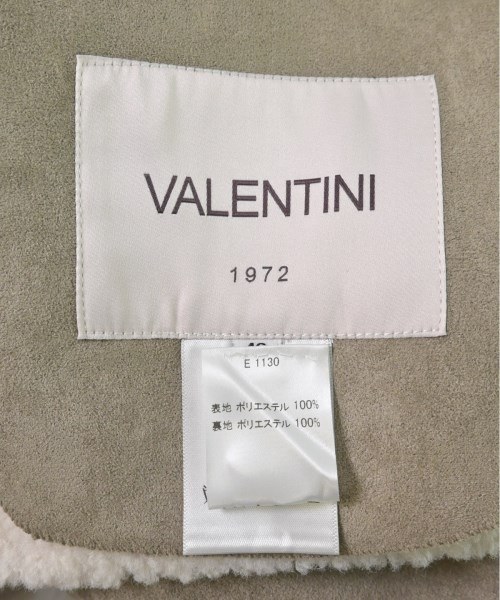 VALENTINI
1972
E 1130
表地 ポリエステル 100%
裏地 ポリエステル 100%